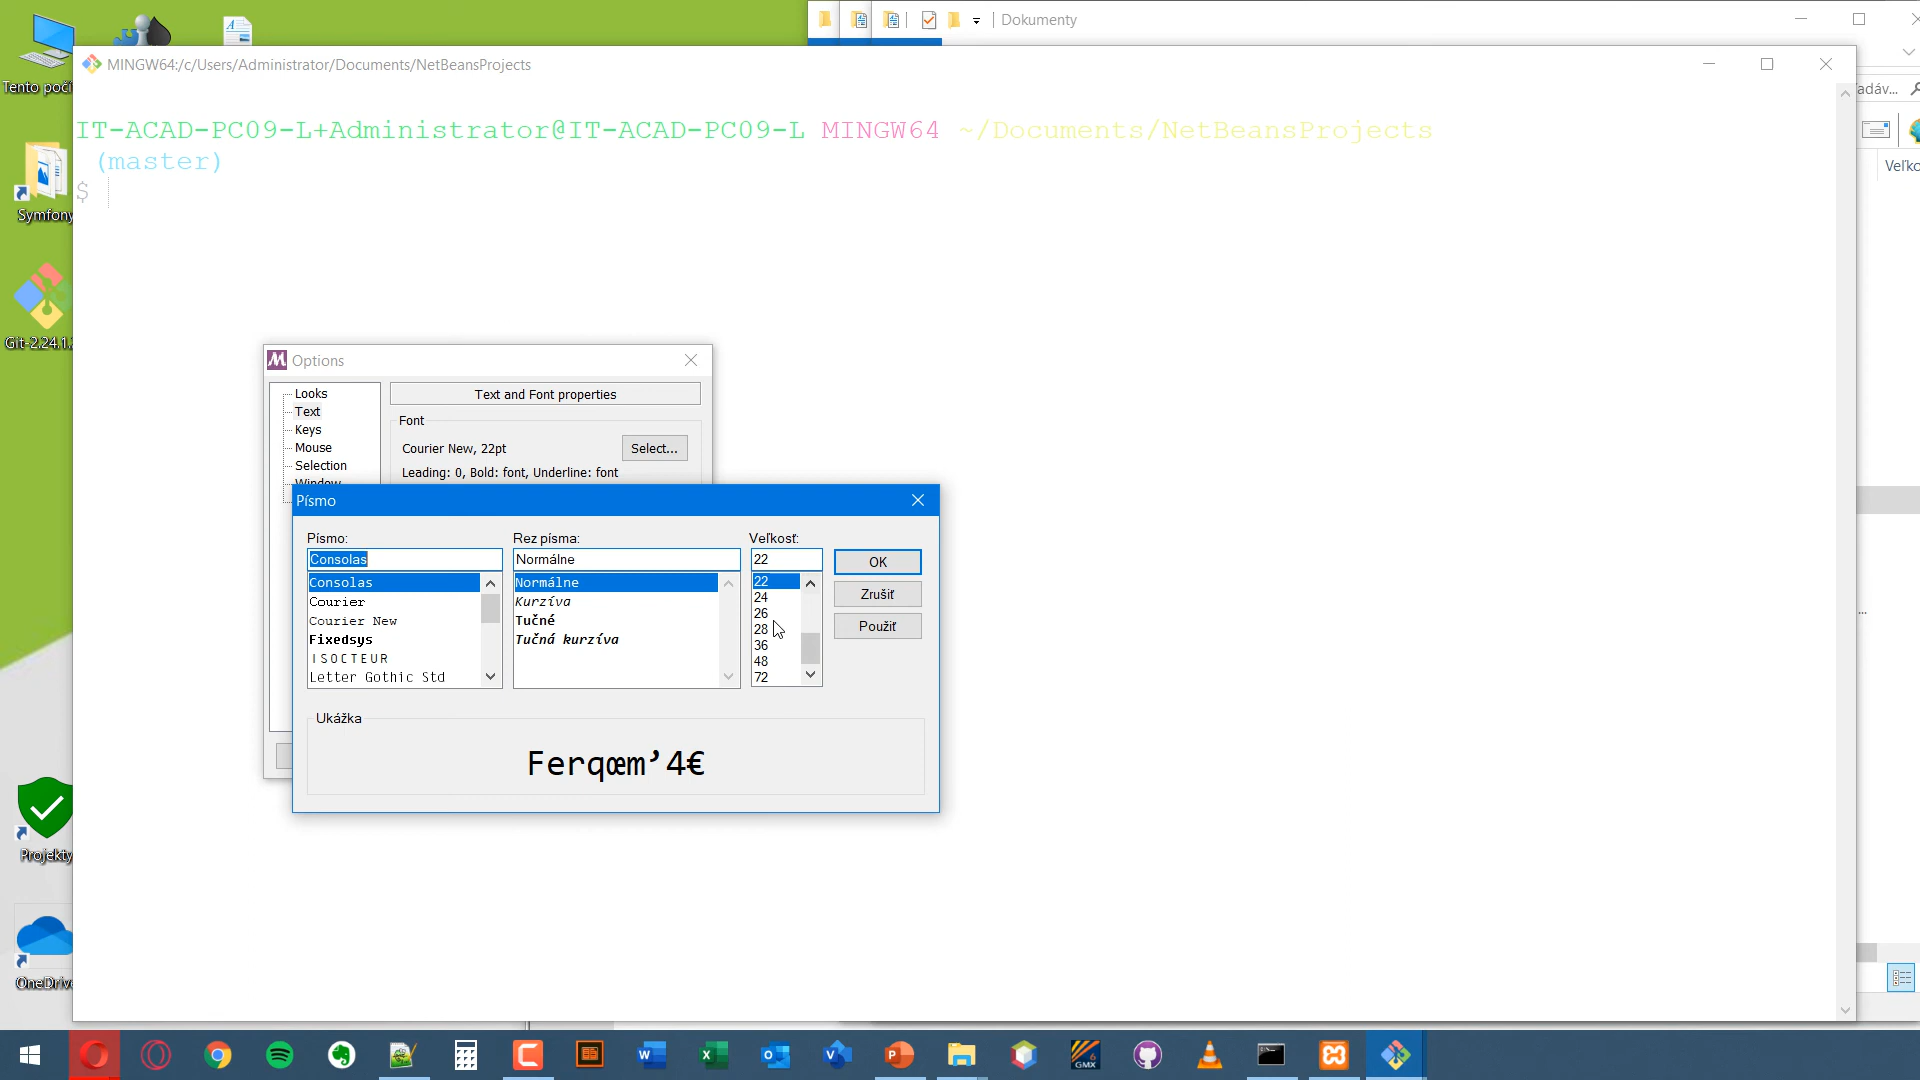 Dokumenty
Tento počí
MINGW64:/c/Users/Administrator/Documents/NetBeansProjects
IT-ACAD-PC09-L+Administrator@IT-ACAD-PC09-L MINGW64 ~/Documents/NetBeansProjects
(master)
$
Symfony
Git-2.24.1.
Veľko
Options
Looks
Text
Keys
Mouse
Selection
Window
Text and Font properties
Font
Courier New, 22pt
Select...
Leading: 0, Bold: font, Underline: font
Písmo
Písmo:
Rez písma:
Veľkosť:
Consolas
Normálne
22
Consolas
Courier
Courier New
Fixedsys
ISOCTEUR
Letter Gothic Std
Normálne
Kurzíva
Tučné
Tučná kurzíva
22
24
26
28
36
48
72
OK
Zrušiť
Použiť
Ukážka
Ferqœm’4€
Projekty
OneDrive